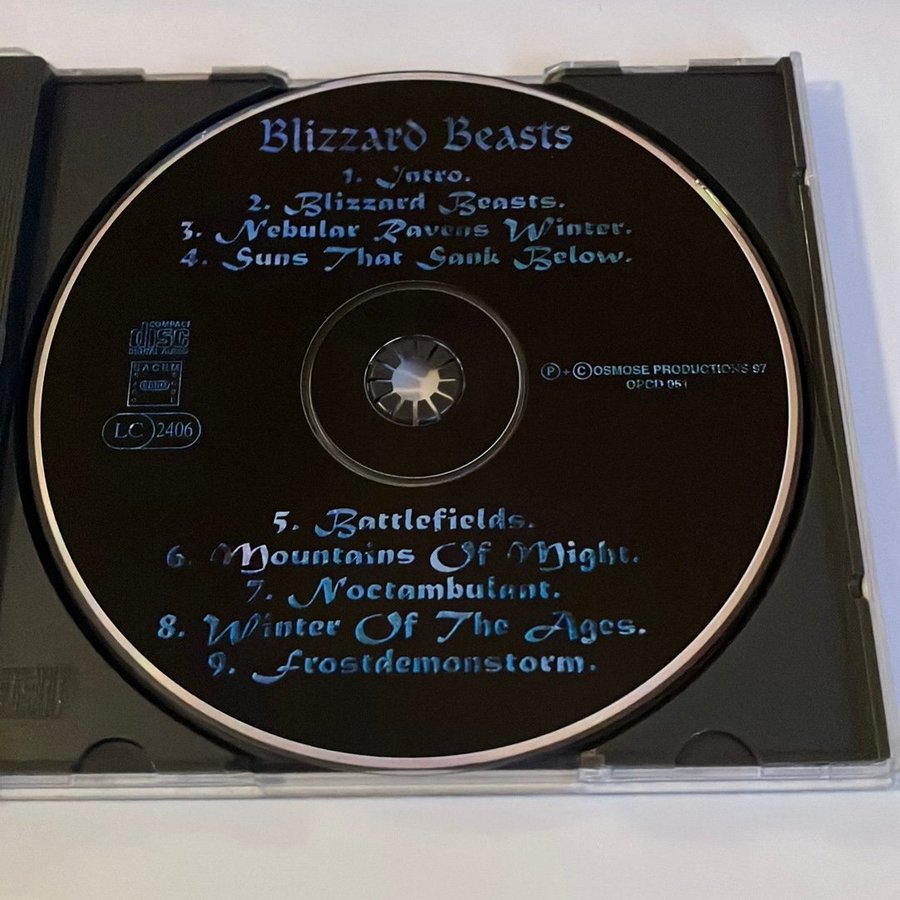 Blizzard Beasts
1. Intro.
2. Blizzard Beasts.
3. Nebular Ravens Winter.
4. Suns That Sank Below.
COMPACT
disc
DIGITAL AUDIO
SACEM
LC 2406
Ⓟ + Ⓒ OSMOSE PRODUCTIONS 97
OPCD 051
5. Battlefields.
6. Mountains Of Might.
7. Noctambulant.
8. Winter Of The Ages.
9. Frostdemonstorm.